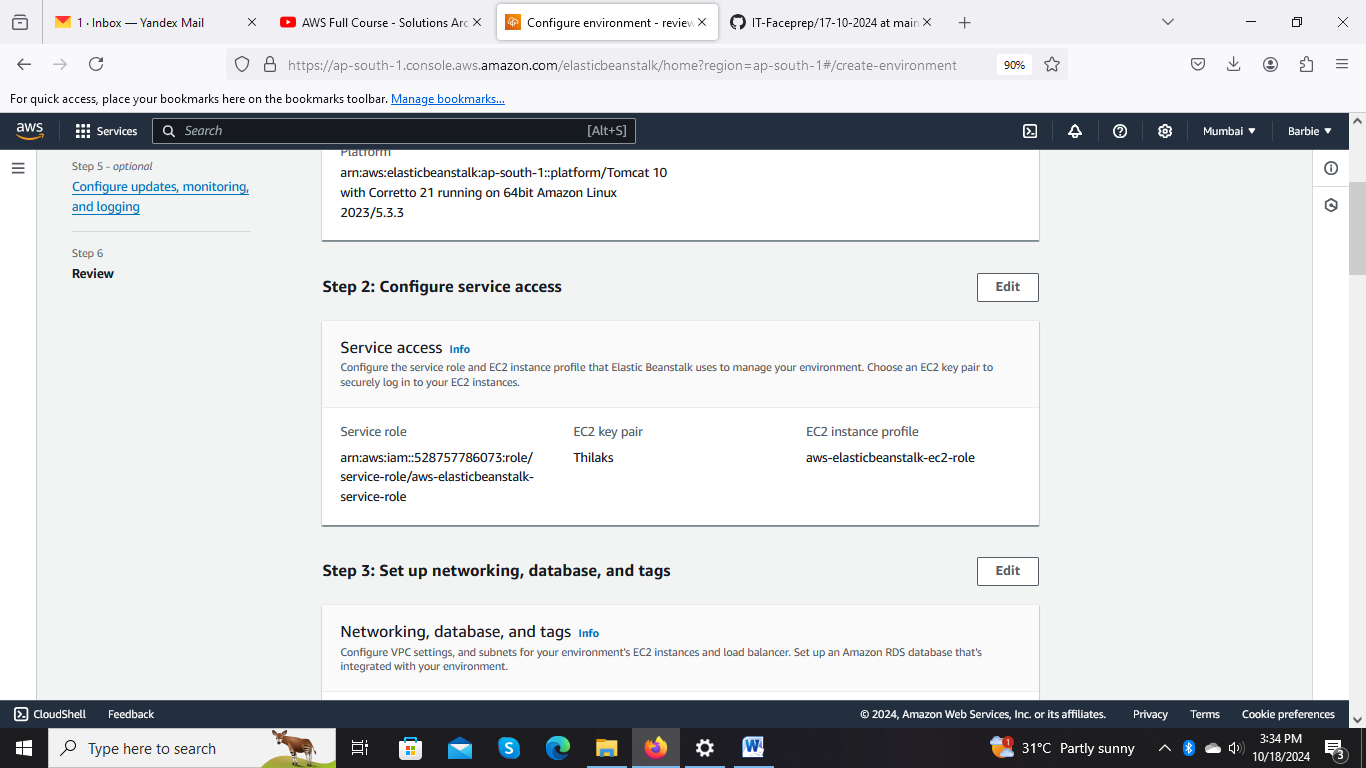 1 · Inbox — Yandex Mail
AWS Full Course - Solutions Arc
Configure environment - review
IT-Faceprep/17-10-2024 at main
https://ap-south-1.console.aws.amazon.com/elasticbeanstalk/home?region=ap-south-1#/create-environment
90%
For quick access, place your bookmarks here on the bookmarks toolbar. Manage bookmarks...
aws
Services
Search
[Alt+S]
Mumbai
Barbie
Step 5 - optional
Configure updates, monitoring,
and logging
Step 6
Review
Platform
arn:aws:elasticbeanstalk:ap-south-1::platform/Tomcat 10
with Corretto 21 running on 64bit Amazon Linux
2023/5.3.3
Step 2: Configure service access
Edit
Service access Info
Configure the service role and EC2 instance profile that Elastic Beanstalk uses to manage your environment. Choose an EC2 key pair to
securely log in to your EC2 instances.
Service role
arn:aws:iam::528757786073:role/
service-role/aws-elasticbeanstalk-
service-role
EC2 key pair
Thilaks
EC2 instance profile
aws-elasticbeanstalk-ec2-role
Step 3: Set up networking, database, and tags
Edit
Networking, database, and tags Info
Configure VPC settings, and subnets for your environment's EC2 instances and load balancer. Set up an Amazon RDS database that's
integrated with your environment.
CloudShell
Feedback
© 2024, Amazon Web Services, Inc. or its affiliates.
Privacy
Terms
Cookie preferences
Type here to search
1
31°C Partly sunny
3:34 PM
10/18/2024
3